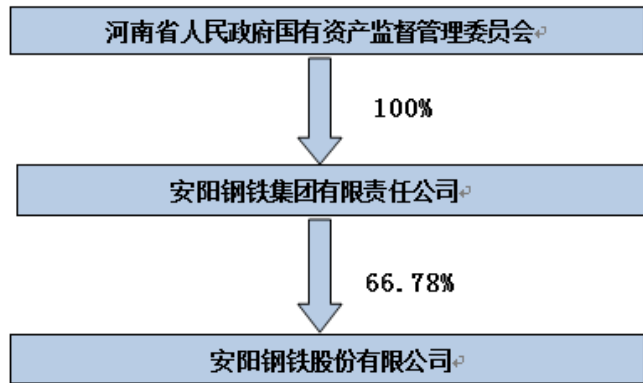 河南省人民政府国有资产监督管理委员会
100%
安阳钢铁集团有限责任公司
66.78%
安阳钢铁股份有限公司